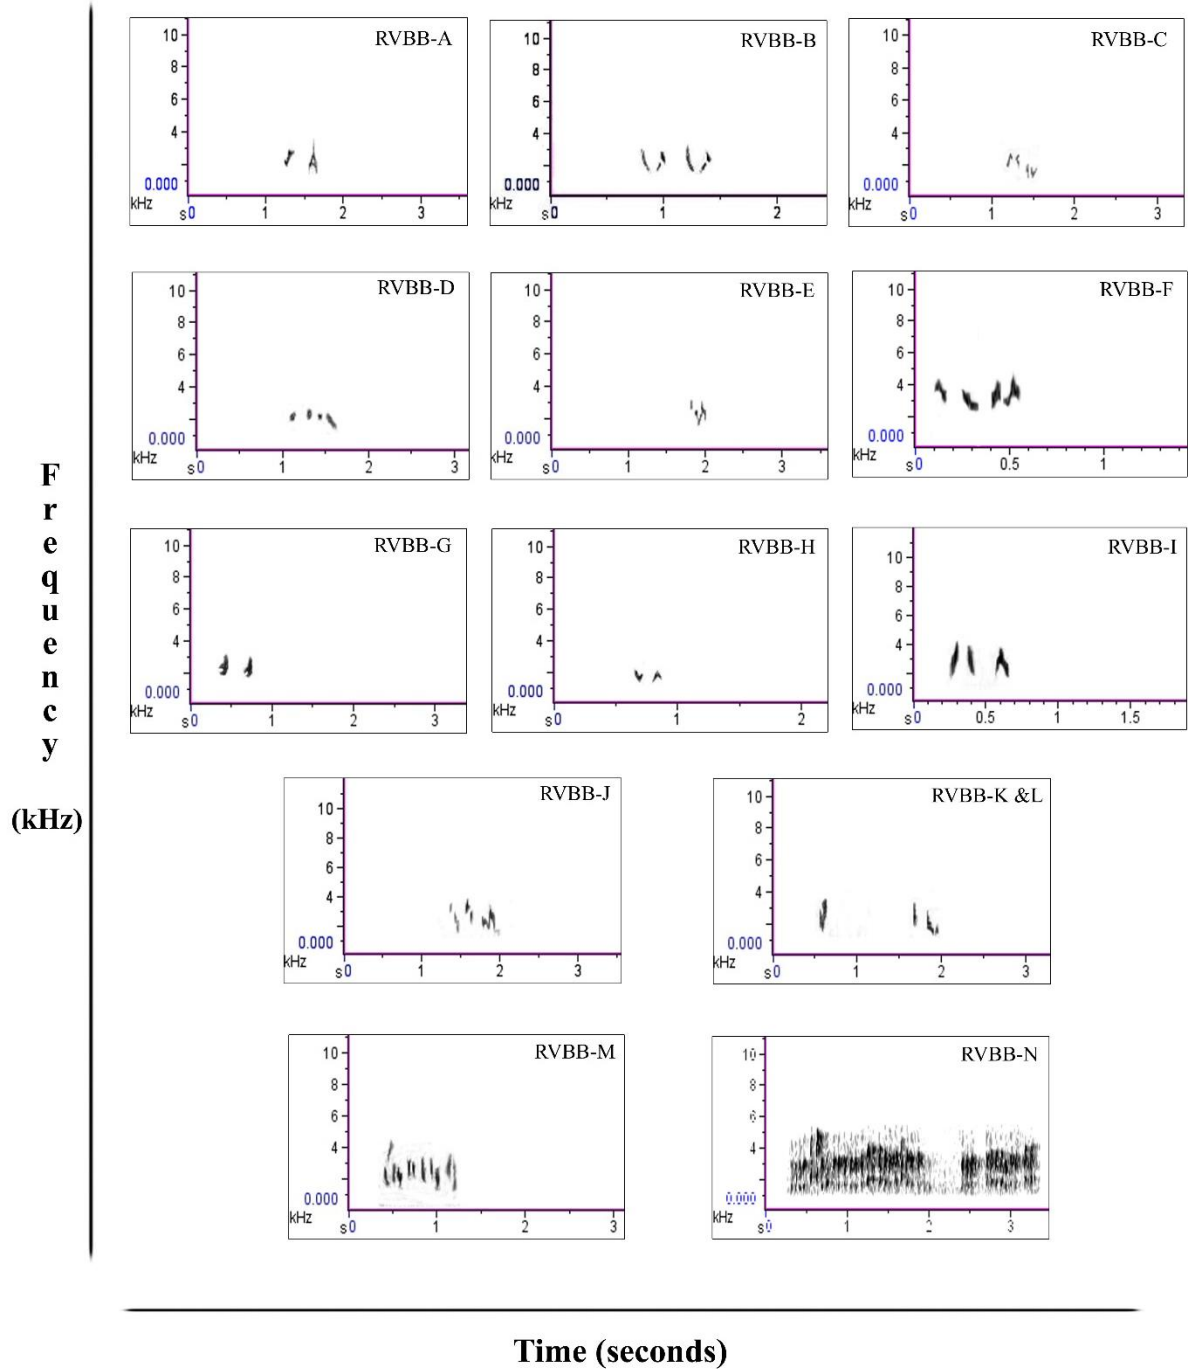 RVBB-A
10
8
6
4
0.000
kHz
s0 1 2 3
RVBB-B
10
8
6
4
0.000
kHz
s0 1 2
RVBB-C
10
8
6
4
0.000
kHz
s0 1 2 3
RVBB-D
10
8
6
4
0.000
kHz
s0 1 2 3
RVBB-E
10
8
6
4
0.000
kHz
s0 1 2 3
RVBB-F
10
8
6
4
0.000
kHz
s0 0.5 1
RVBB-G
10
8
6
4
0.000
kHz
s0 1 2 3
RVBB-H
10
8
6
4
0.000
kHz
s0 1 2
RVBB-I
10
8
6
4
0.000
kHz
s0 0.5 1 1.5
RVBB-J
10
8
6
4
0.000
kHz
s0 1 2 3
RVBB-K &L
10
8
6
4
0.000
kHz
s0 1 2 3
RVBB-M
10
8
6
4
0.000
kHz
s0 1 2 3
RVBB-N
10
8
6
4
0.000
kHz
s0 1 2 3
Frequency
(kHz)
Time (seconds)